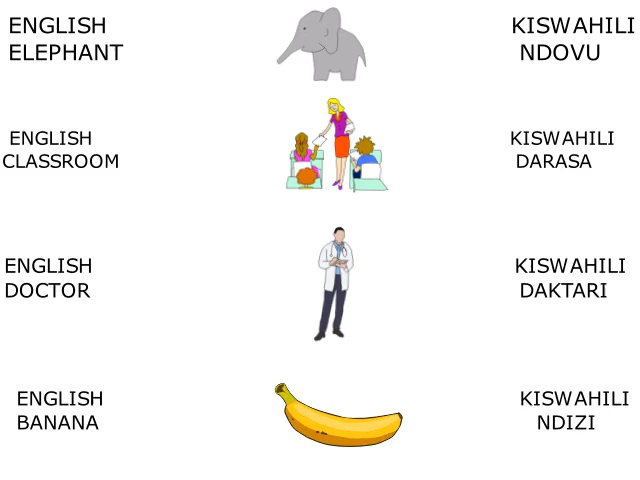 ENGLISH
ELEPHANT
KISWAHILI
NDOVU
ENGLISH
CLASSROOM
KISWAHILI
DARASA
ENGLISH
DOCTOR
KISWAHILI
DAKTARI
ENGLISH
BANANA
KISWAHILI
NDIZI